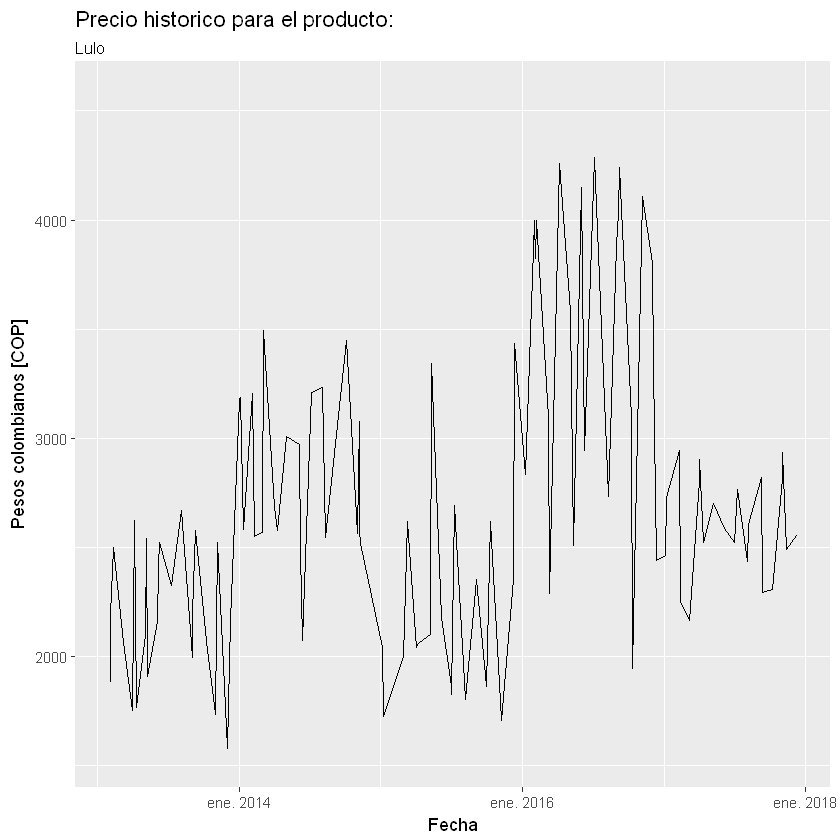 Precio historico para el producto:
Lulo
Pesos colombianos [COP]
4000
3000
2000
ene. 2014
ene. 2016
ene. 2018
Fecha